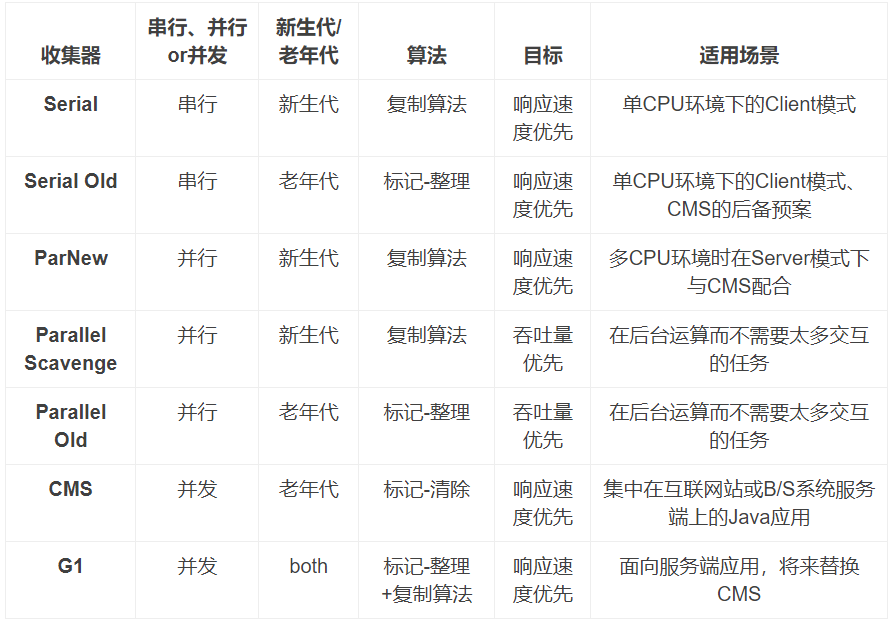 收集器
串行、并行
or并发
新生代/
老年代
算法
目标
适用场景
Serial
串行
新生代
复制算法
响应速
度优先
单CPU环境下的Client模式
Serial Old
串行
老年代
标记-整理
响应速
度优先
单CPU环境下的Client模式、
CMS的后备预案
ParNew
并行
新生代
复制算法
响应速
度优先
多CPU环境时在Server模式下
与CMS配合
Parallel
Scavenge
并行
新生代
复制算法
吞吐量
优先
在后台运算而不需要太多交互
的任务
Parallel
Old
并行
老年代
标记-整理
吞吐量
优先
在后台运算而不需要太多交互
的任务
CMS
并发
老年代
标记-清除
响应速
度优先
集中在互联网站或B/S系统服务
端上的Java应用
G1
并发
both
标记-整理
+复制算法
响应速
度优先
面向服务端应用，将来替换
CMS